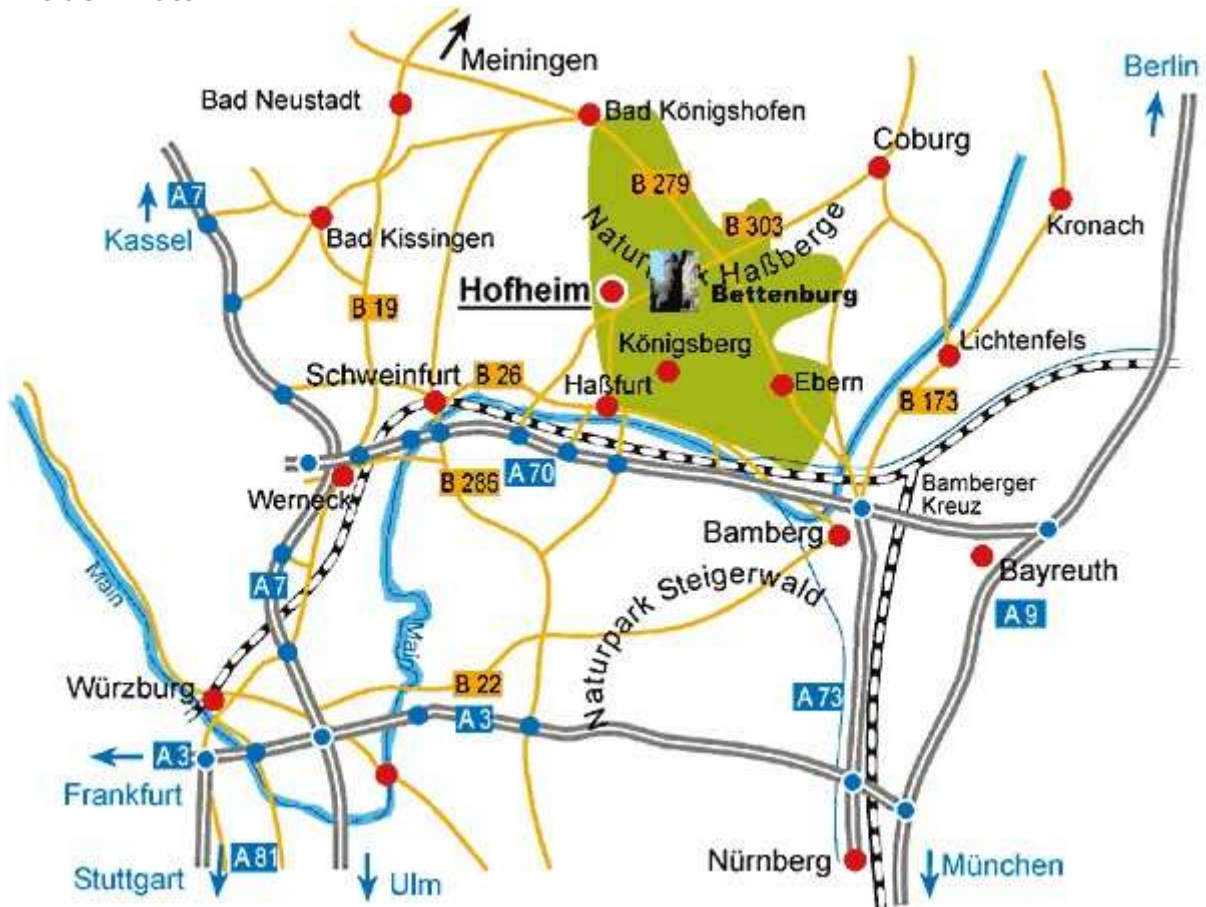 Meiningen
Berlin
Bad Neustadt
Bad Königshofen
Coburg
A 7
B 279
Kassel
Bad Kissingen
B 303
Kronach
Naturpark Haßberge
Hofheim
Bettenburg
B 19
Königsberg
Lichtenfels
Schweinfurt
B 26
Haßfurt
Ebern
B 173
Werneck
B 286
A 70
Bamberger
Kreuz
Bamberg
Main
A 7
Main
Naturpark Steigerwald
Bayreuth
A 9
Würzburg
B 22
A 3
A 73
A 3
Frankfurt
Stuttgart
A 81
Ulm
Nürnberg
München